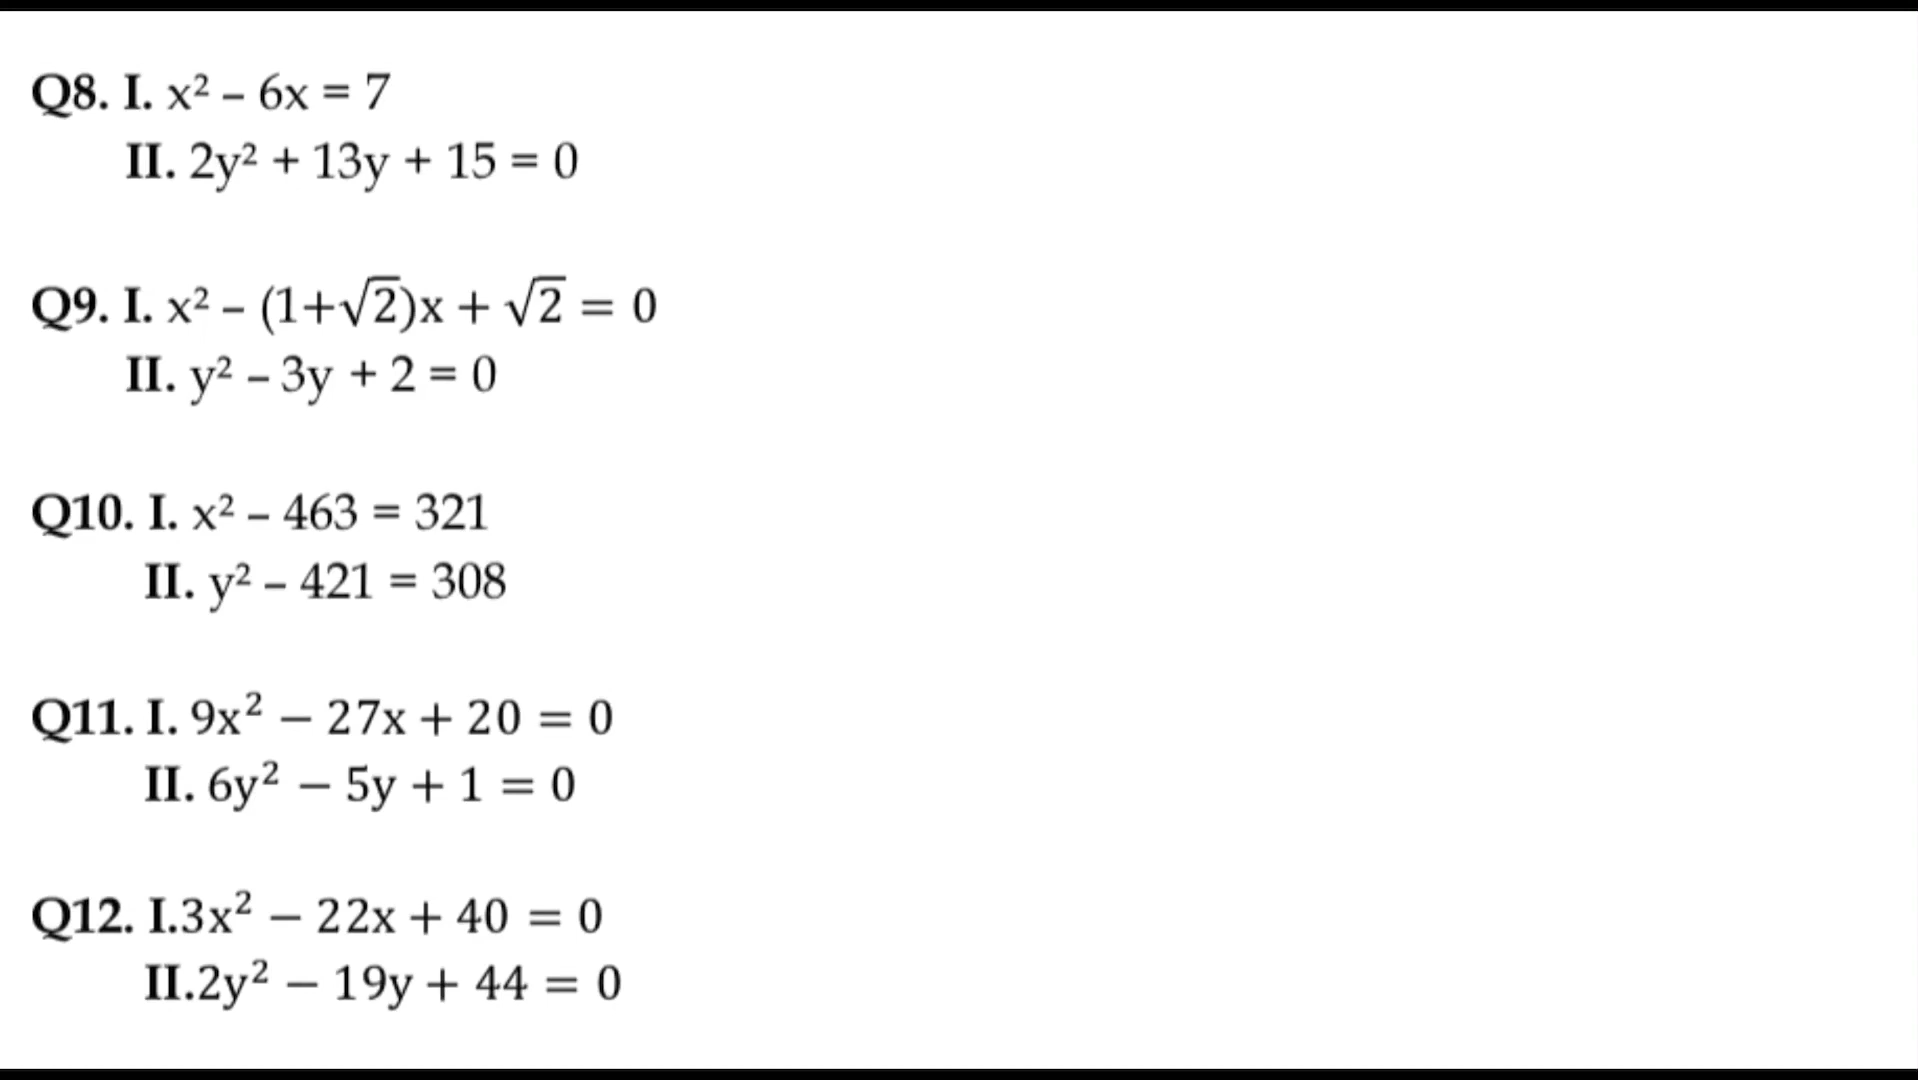 Q8. I. x² – 6x = 7
II. 2y² + 13y + 15 = 0
Q9. I. x² – (1+√2)x + √2 = 0
II. y² – 3y + 2 = 0
Q10. I. x² – 463 = 321
II. y² – 421 = 308
Q11. I. 9x² − 27x + 20 = 0
II. 6y² − 5y + 1 = 0
Q12. I.3x² − 22x + 40 = 0
II.2y² − 19y + 44 = 0